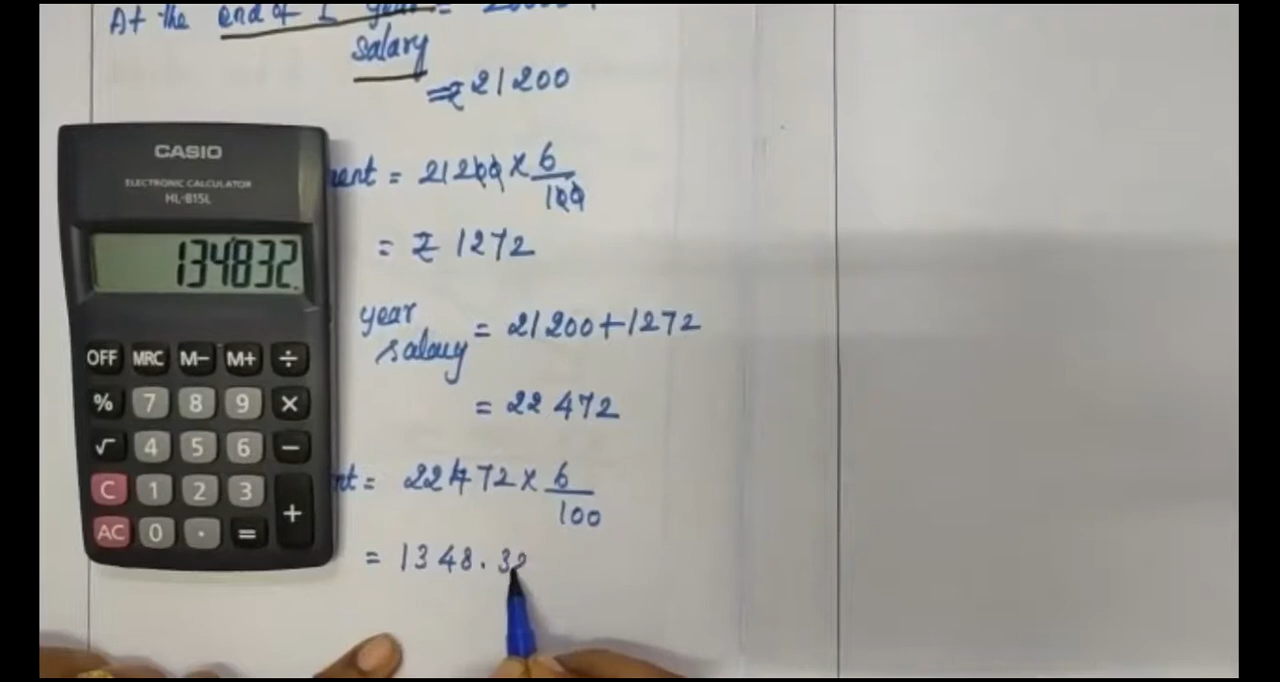 At the end of I year = 
salary
= ₹ 21200
CASIO
ELECTRONIC CALCULATOR
HL-815L
134832.
OFF MRC M− M+ ÷
% 7 8 9 ×
√ 4 5 6 −
C 1 2 3
+
AC 0 · =
ment = 21200 × 6/100
= ₹ 1272
year
salary = 21200+1272
= 22472
nt = 22472 × 6/100
= 1348.32